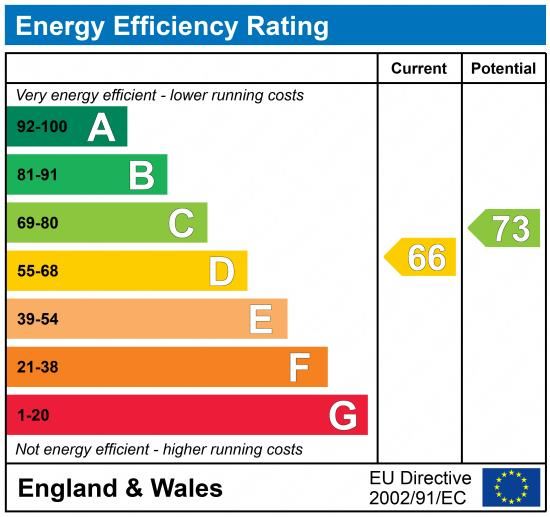 Energy Efficiency Rating
Current Potential
Very energy efficient - lower running costs
92-100 A
81-91 B
69-80 C
73
55-68 D
66
39-54 E
21-38 F
1-20 G
Not energy efficient - higher running costs
England & Wales
EU Directive
2002/91/EC